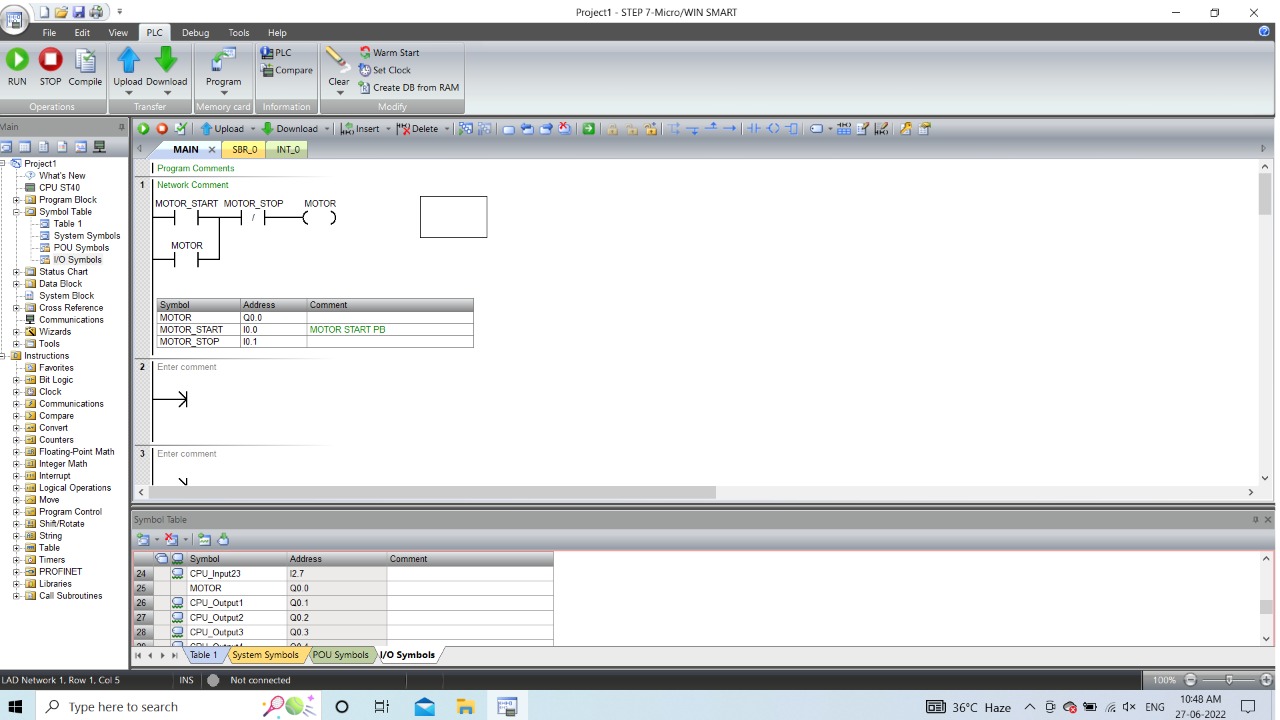 Project1 - STEP 7-Micro/WIN SMART
File Edit View PLC Debug Tools Help
RUN STOP Compile Upload Download Program PLC Compare Clear Warm Start Set Clock Create DB from RAM
Operations Transfer Memory card Information Modify
Main
Upload Download Insert Delete
MAIN SBR_0 INT_0
Project1
What's New
CPU ST40
Program Block
Symbol Table
Table 1
System Symbols
POU Symbols
I/O Symbols
Status Chart
Data Block
System Block
Cross Reference
Communications
Wizards
Tools
Instructions
Favorites
Bit Logic
Clock
Communications
Compare
Convert
Counters
Floating-Point Math
Integer Math
Interrupt
Logical Operations
Move
Program Control
Shift/Rotate
String
Table
Timers
PROFINET
Libraries
Call Subroutines
Program Comments
1 Network Comment
MOTOR_START MOTOR_STOP MOTOR
/
MOTOR
Symbol Address Comment
MOTOR Q0.0
MOTOR_START I0.0 MOTOR START PB
MOTOR_STOP I0.1
2 Enter comment
3 Enter comment
Symbol Table
Symbol Address Comment
24 CPU_Input23 I2.7
25 MOTOR Q0.0
26 CPU_Output1 Q0.1
27 CPU_Output2 Q0.2
28 CPU_Output3 Q0.3
Table 1 System Symbols POU Symbols I/O Symbols
LAD Network 1, Row 1, Col 5 INS Not connected 100%
Type here to search 36°C Haze ENG 10:48 AM
27-06-2022